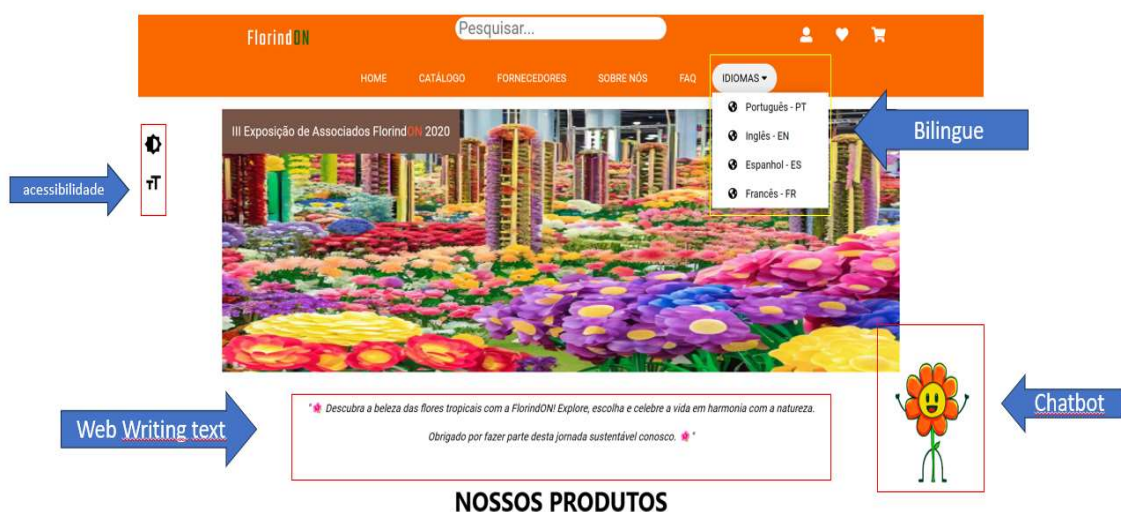 FlorindON
Pesquisar...
HOME CATÁLOGO FORNECEDORES SOBRE NÓS FAQ IDIOMAS
Português - PT
Inglês - EN
Espanhol - ES
Francês - FR
Bilingue
III Exposição de Associados FlorindON 2020
acessibilidade
TT
Web Writing text
" Descubra a beleza das flores tropicais com a FlorindON! Explore, escolha e celebre a vida em harmonia com a natureza.
Obrigado por fazer parte desta jornada sustentável conosco. "
Chatbot
NOSSOS PRODUTOS